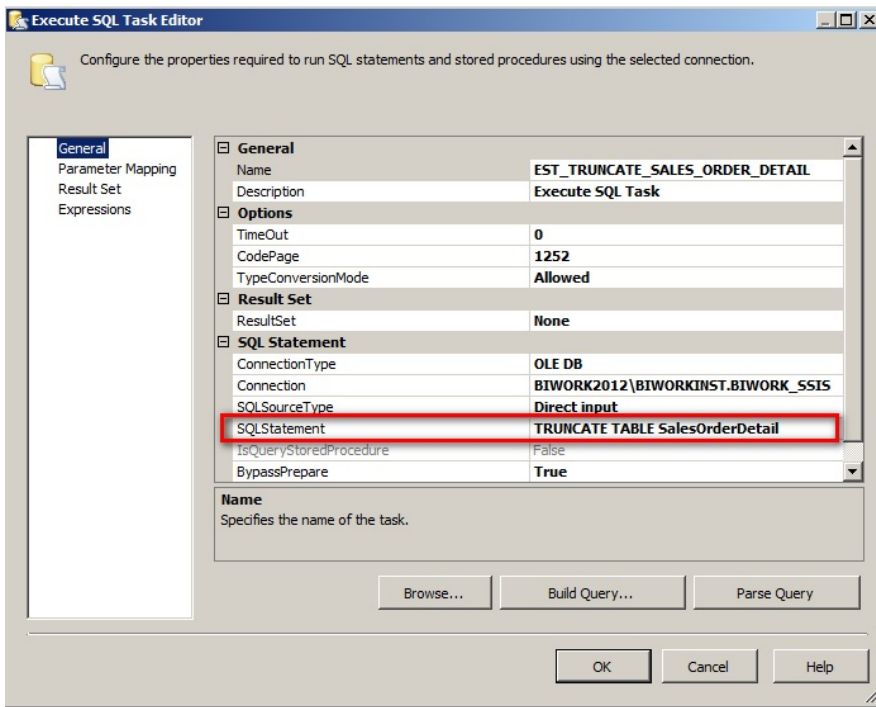 Execute SQL Task Editor
Configure the properties required to run SQL statements and stored procedures using the selected connection.
General
Parameter Mapping
Result Set
Expressions
General
Name EST_TRUNCATE_SALES_ORDER_DETAIL
Description Execute SQL Task
Options
TimeOut 0
CodePage 1252
TypeConversionMode Allowed
Result Set
ResultSet None
SQL Statement
ConnectionType OLE DB
Connection BIWORK2012\BIWORKINST.BIWORK_SSIS
SQLSourceType Direct input
SQLStatement TRUNCATE TABLE SalesOrderDetail
IsQueryStoredProcedure False
BypassPrepare True
Name
Specifies the name of the task.
Browse... Build Query... Parse Query
OK Cancel Help